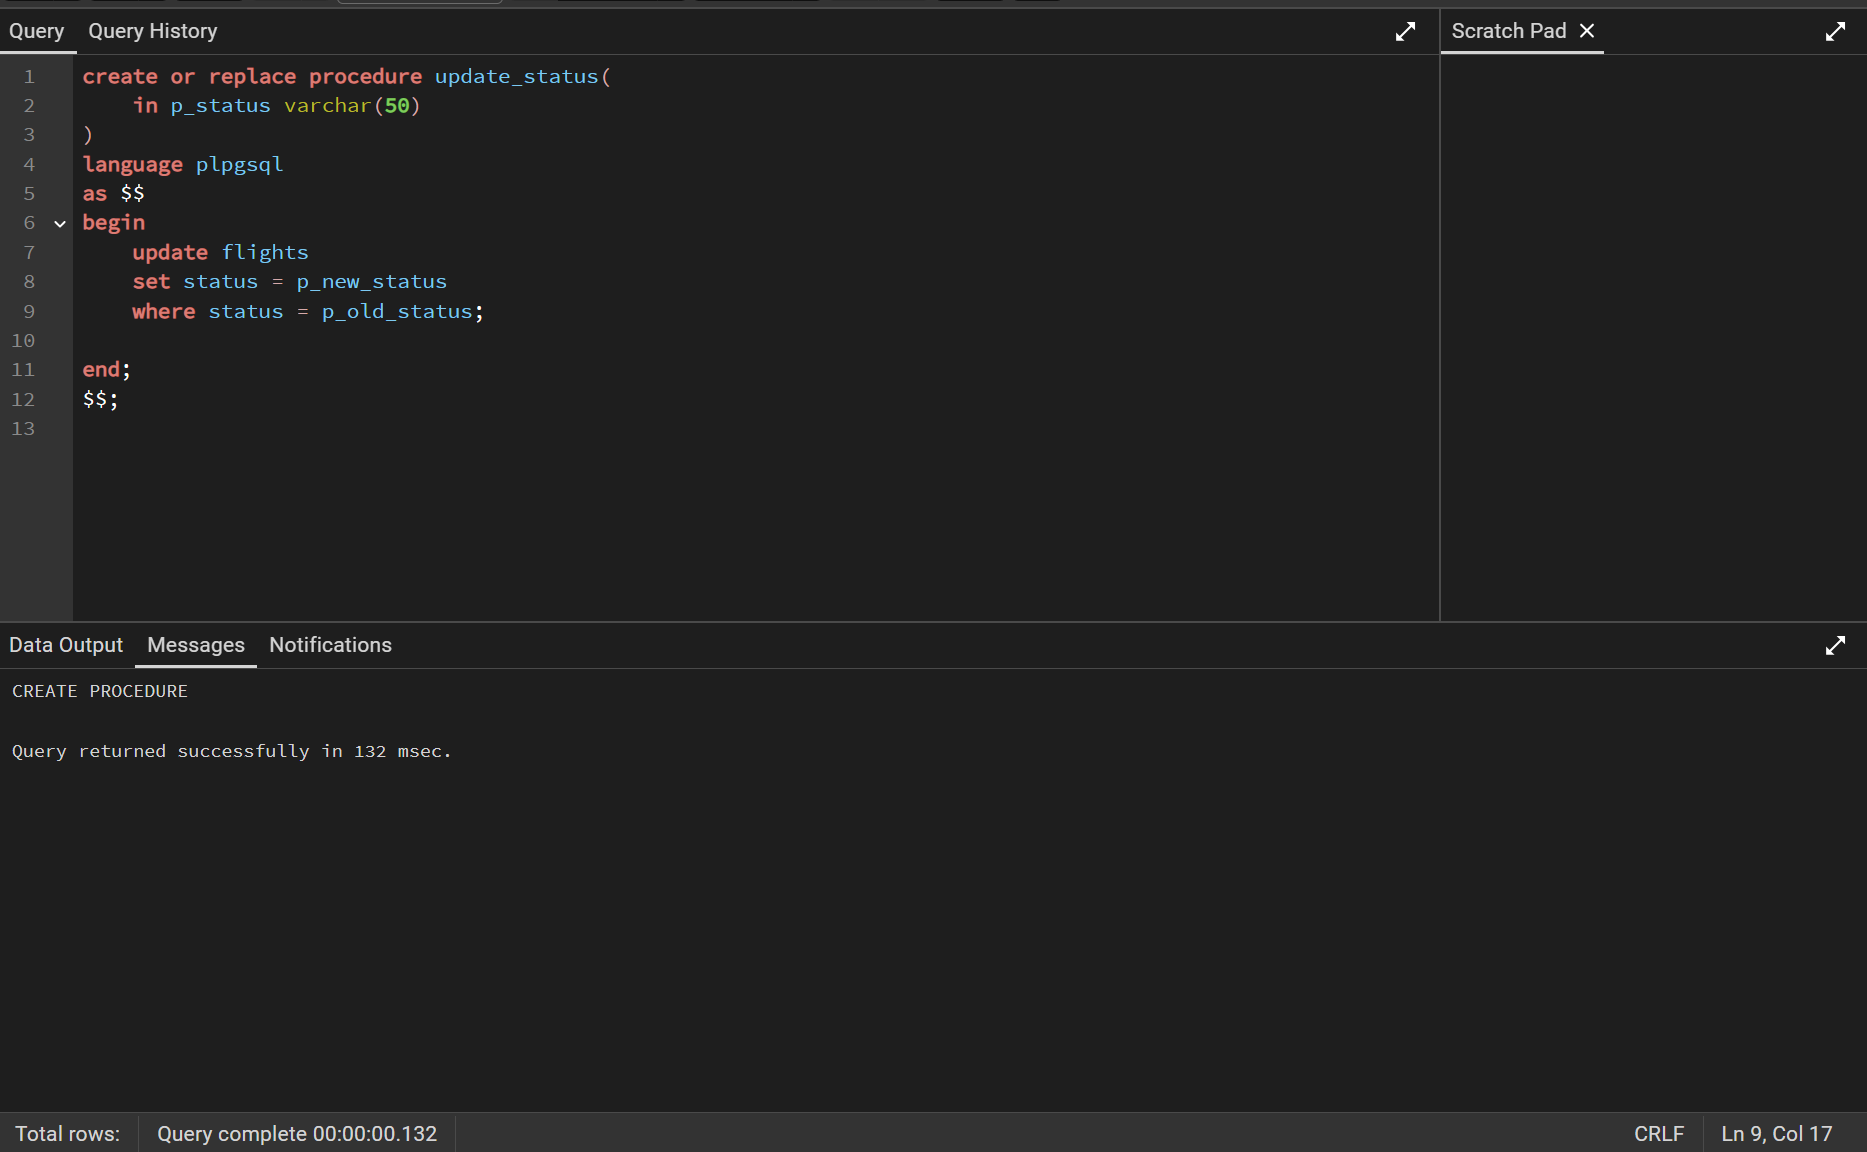 Query Query History
Scratch Pad
1 create or replace procedure update_status(
2     in p_status varchar(50)
3 )
4 language plpgsql
5 as $$
6 begin
7     update flights
8     set status = p_new_status
9     where status = p_old_status;
10
11 end;
12 $$;
13
Data Output Messages Notifications
CREATE PROCEDURE
Query returned successfully in 132 msec.
Total rows: Query complete 00:00:00.132 CRLF Ln 9, Col 17